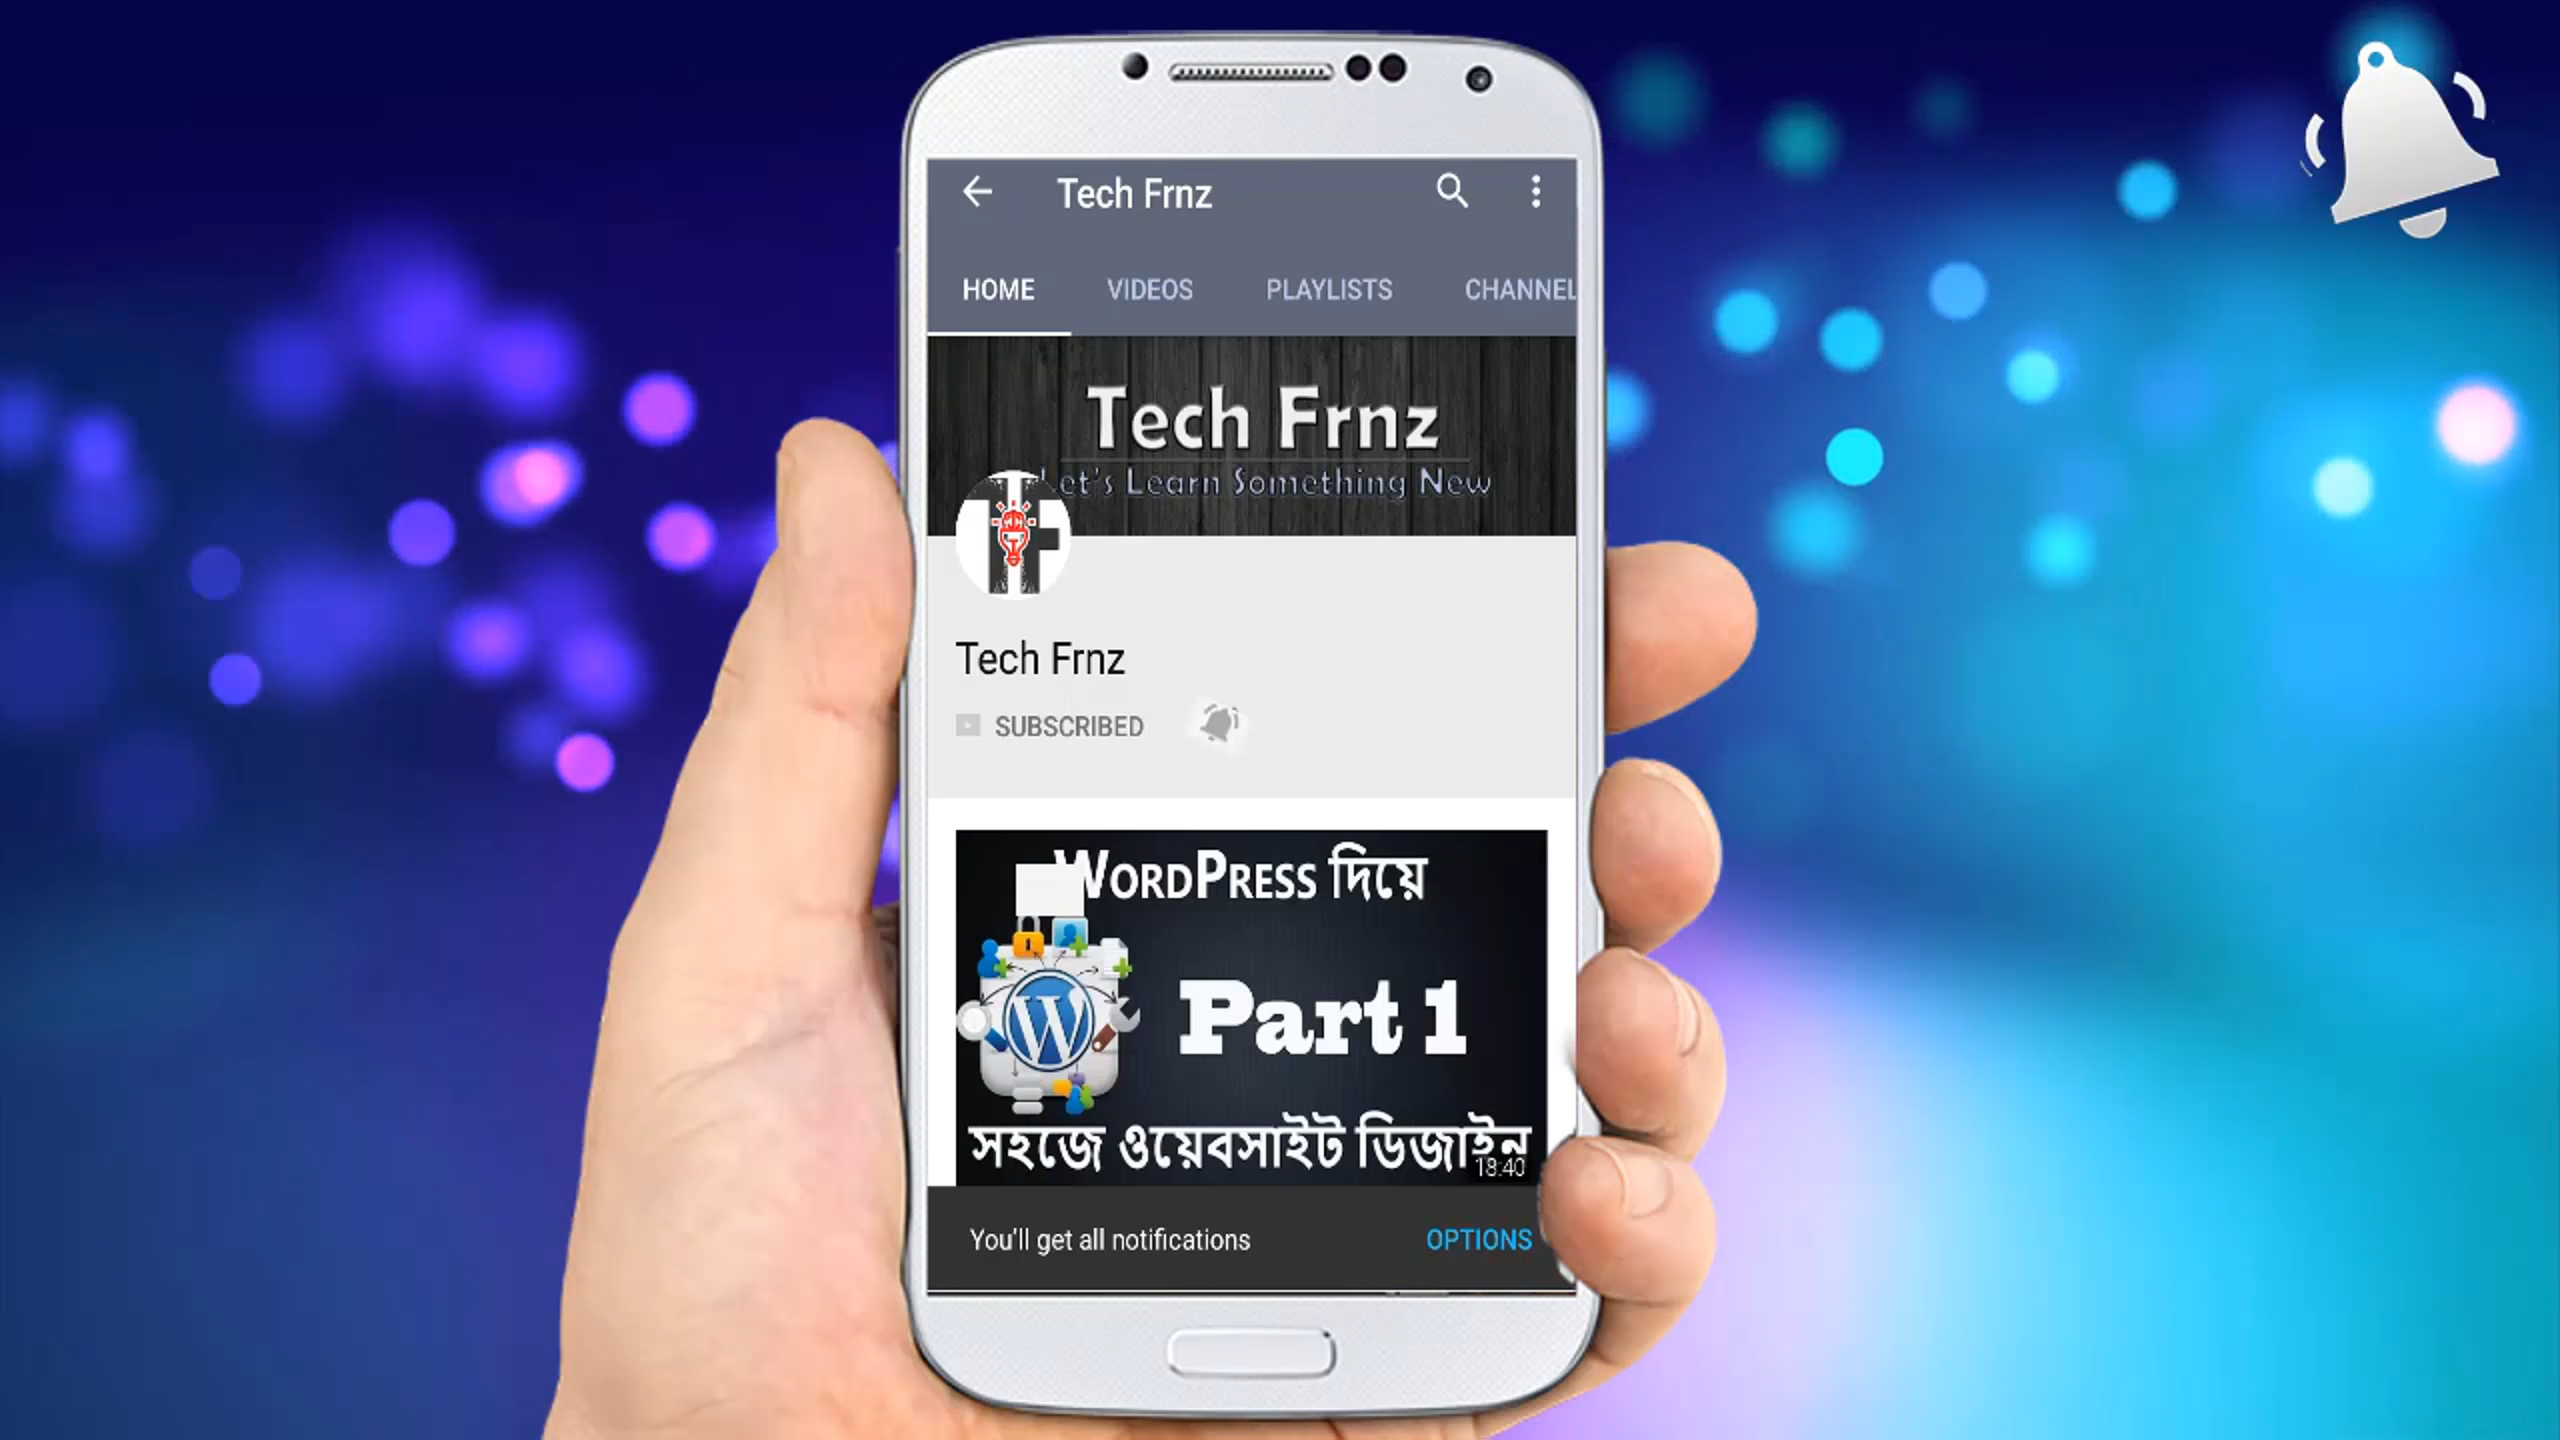 Tech Frnz
HOME VIDEOS PLAYLISTS CHANNEL
Tech Frnz
Let's Learn Something New
Tech Frnz
SUBSCRIBED
WORDPRESS দিয়ে
W
Part 1
সহজে ওয়েবসাইট ডিজাইন
18:40
You'll get all notifications OPTIONS